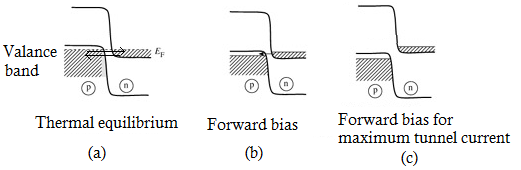 Valance
band
E_F
p n
p n
p n
Thermal equilibrium
Forward bias
Forward bias for
maximum tunnel current
(a)
(b)
(c)